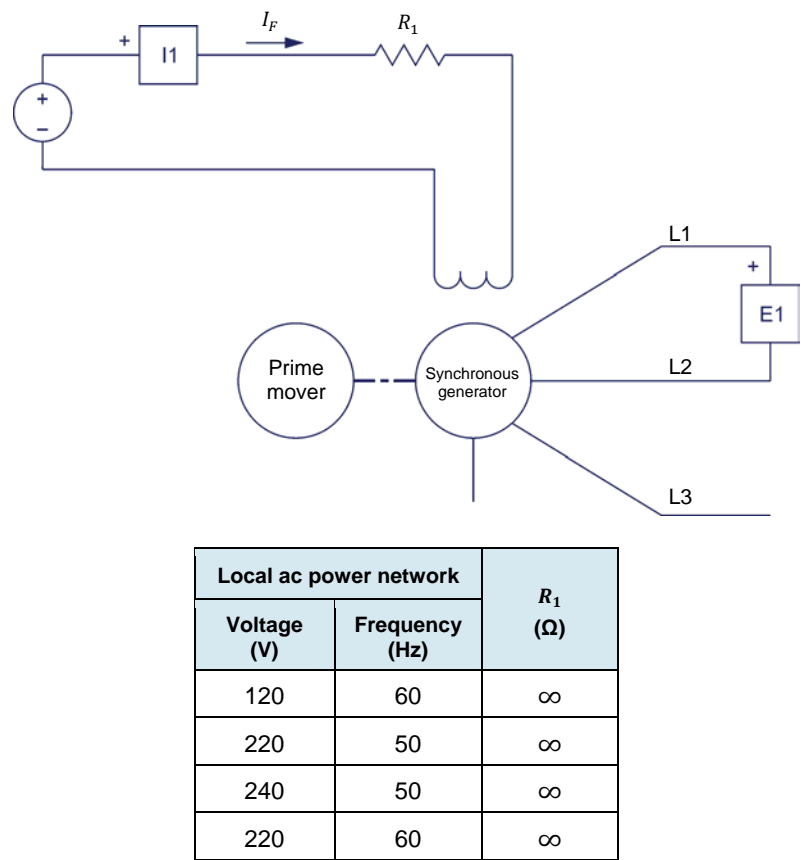 I_F
R_1
+
I1
+
−
L1
+
E1
Prime
mover
Synchronous
generator
L2
L3
Local ac power network
R_1
(Ω)
Voltage
(V)
Frequency
(Hz)
120 60 ∞
220 50 ∞
240 50 ∞
220 60 ∞